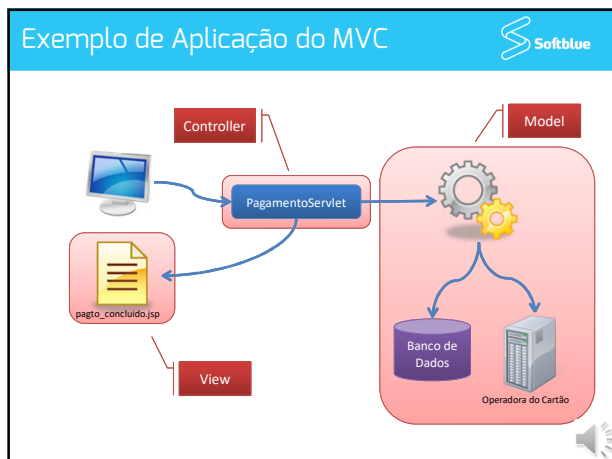 Exemplo de Aplicação do MVC
Softblue
Controller
Model
PagamentoServlet
pagto_concluido.jsp
Banco de
Dados
Operadora do Cartão
View